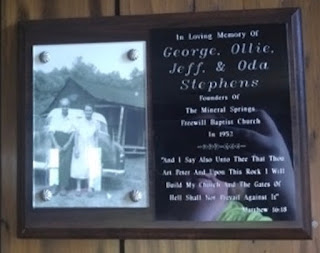 In Loving Memory Of
George, Ollie,
Jeff, & Oda
Stephens
Founders Of
The Mineral Springs
Freewill Baptist Church
In 1952
"And I Say Also Unto Thee That Thou
Art Peter And Upon This Rock I Will
Build My Church And The Gates Of
Hell Shall Not Prevail Against It"
Matthew 16:18